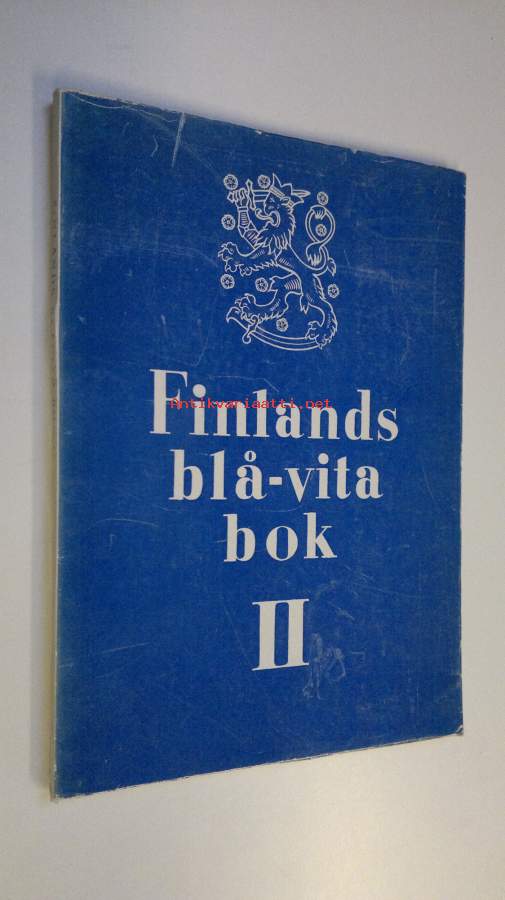 Finlands
Antikvariaatti.net
blå-vita
bok
II